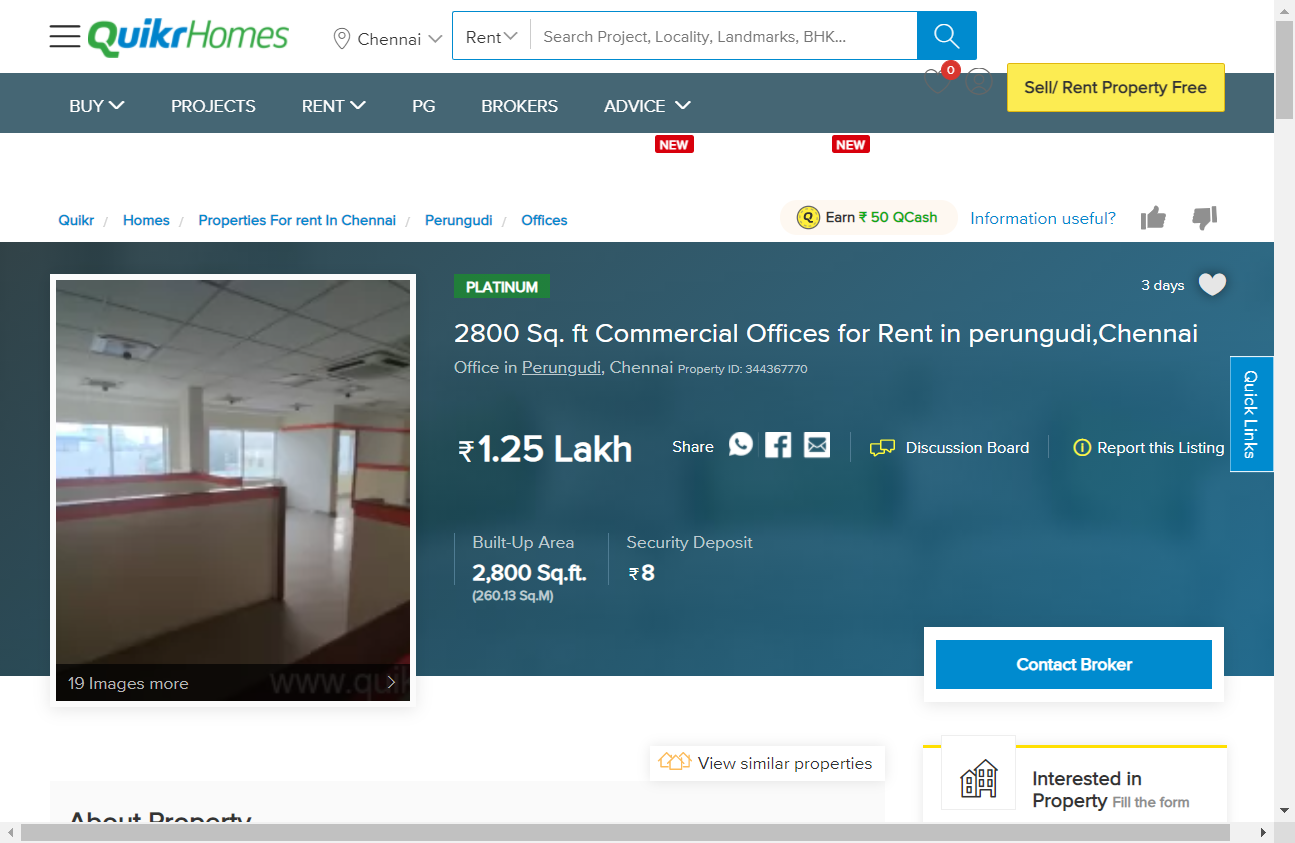 QuikrHomes
Chennai
Rent
Search Project, Locality, Landmarks, BHK...
0
Sell/ Rent Property Free
BUY
PROJECTS
RENT
PG
BROKERS
ADVICE
NEW
NEW
Quikr / Homes / Properties For rent In Chennai / Perungudi / Offices
Q Earn ₹ 50 QCash
Information useful?
PLATINUM
3 days
2800 Sq. ft Commercial Offices for Rent in perungudi,Chennai
Office in Perungudi, Chennai Property ID: 344367770
Quick Links
₹1.25 Lakh
Share
Discussion Board
Report this Listing
Built-Up Area
2,800 Sq.ft.
(260.13 Sq.M)
Security Deposit
₹8
19 Images more
www.quik
Contact Broker
View similar properties
Interested in
Property Fill the form
About Property